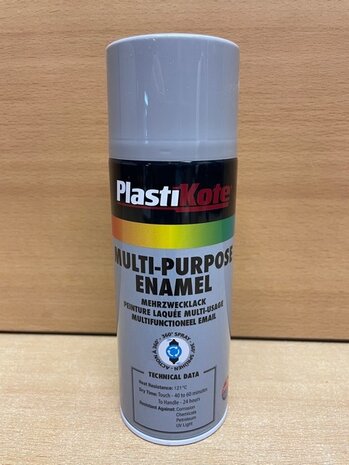 PlastiKote
MULTI-PURPOSE
ENAMEL
MEHRZWECKLACK
PEINTURE LAQUÉE MULTI-USAGE
MULTIFUNCTIONEEL EMAIL
360° SPRAY
TECHNICAL DATA
Heat Resistance: 121°C
Dry Time: Touch - 40 to 60 minutes
To Handle - 24 hours
Resistant Against: Corrosion
Chemicals
Petroleum
UV Light